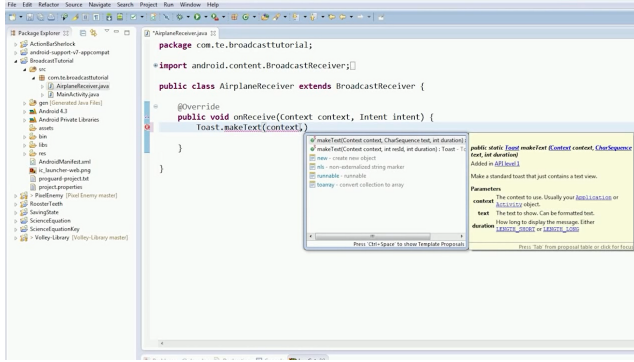 File Edit Refactor Source Navigate Search Project Run Window Help
Package Explorer
ActionBarSherlock
android-support-v7-appcompat
BroadcastTutorial
src
com.te.broadcasttutorial
AirplaneReceiver.java
MainActivity.java
gen [Generated Java Files]
Android 4.3
Android Private Libraries
assets
bin
libs
res
AndroidManifest.xml
ic_launcher-web.png
proguard-project.txt
project.properties
> PixelEnemy [Pixel Enemy master]
RoosterTeeth
SavingState
ScienceEquation
ScienceEquationKey
> Volley-Library [Volley-Library master]
*AirplaneReceiver.java
package com.te.broadcasttutorial;
import android.content.BroadcastReceiver;
public class AirplaneReceiver extends BroadcastReceiver {
@Override
public void onReceive(Context context, Intent intent) {
Toast.makeText(context,)
}
}
makeText(Context context, CharSequence text, int duration)
makeText(Context context, int resId, int duration) : Toast - To
new - create new object
nls - non-externalized string marker
runnable - runnable
toarray - convert collection to array
Press 'Ctrl+Space' to show Template Proposals
public static Toast makeText (Context context, CharSequence
text, int duration)
Added in API level 1
Make a standard toast that just contains a text view.
Parameters
context The context to use. Usually your Application or
Activity object.
text The text to show. Can be formatted text.
duration How long to display the message. Either
LENGTH_SHORT or LENGTH_LONG
Press 'Tab' from proposal table or click for focus